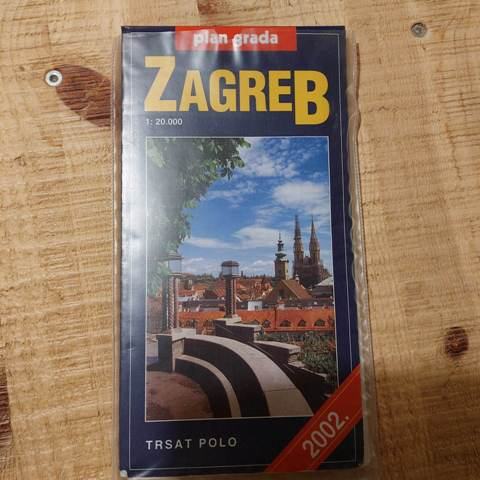 plan grada
ZAGREB
1: 20.000
TRSAT POLO
2002.